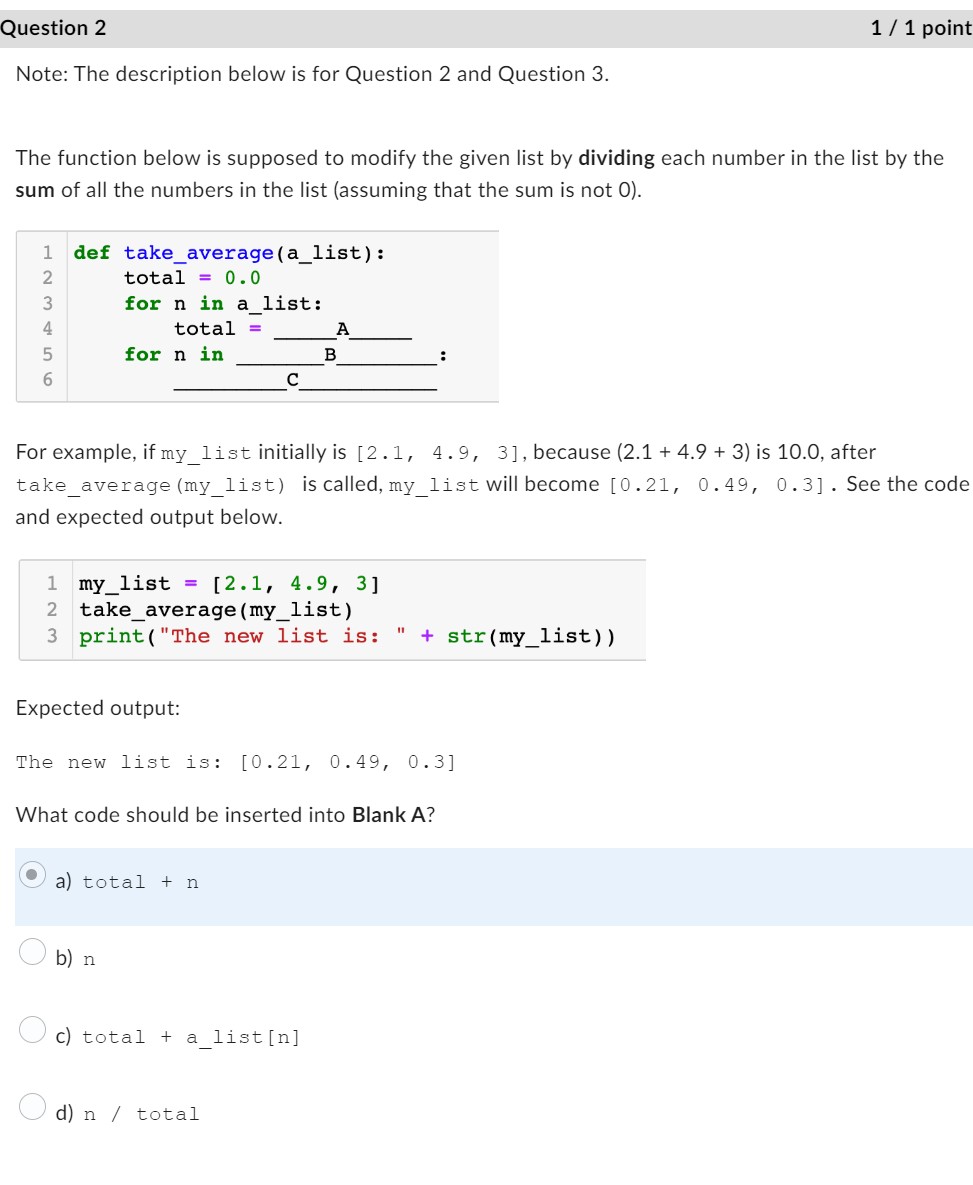 Question 2 1 / 1 point
Note: The description below is for Question 2 and Question 3.
The function below is supposed to modify the given list by dividing each number in the list by the
sum of all the numbers in the list (assuming that the sum is not 0).
1 def take_average(a_list):
2     total = 0.0
3     for n in a_list:
4         total = _____A_____
5     for n in _______B________:
6         _________C___________
For example, if my_list initially is [2.1, 4.9, 3], because (2.1 + 4.9 + 3) is 10.0, after
take_average(my_list) is called, my_list will become [0.21, 0.49, 0.3]. See the code
and expected output below.
1 my_list = [2.1, 4.9, 3]
2 take_average(my_list)
3 print("The new list is: " + str(my_list))
Expected output:
The new list is: [0.21, 0.49, 0.3]
What code should be inserted into Blank A?
a) total + n
b) n
c) total + a_list[n]
d) n / total